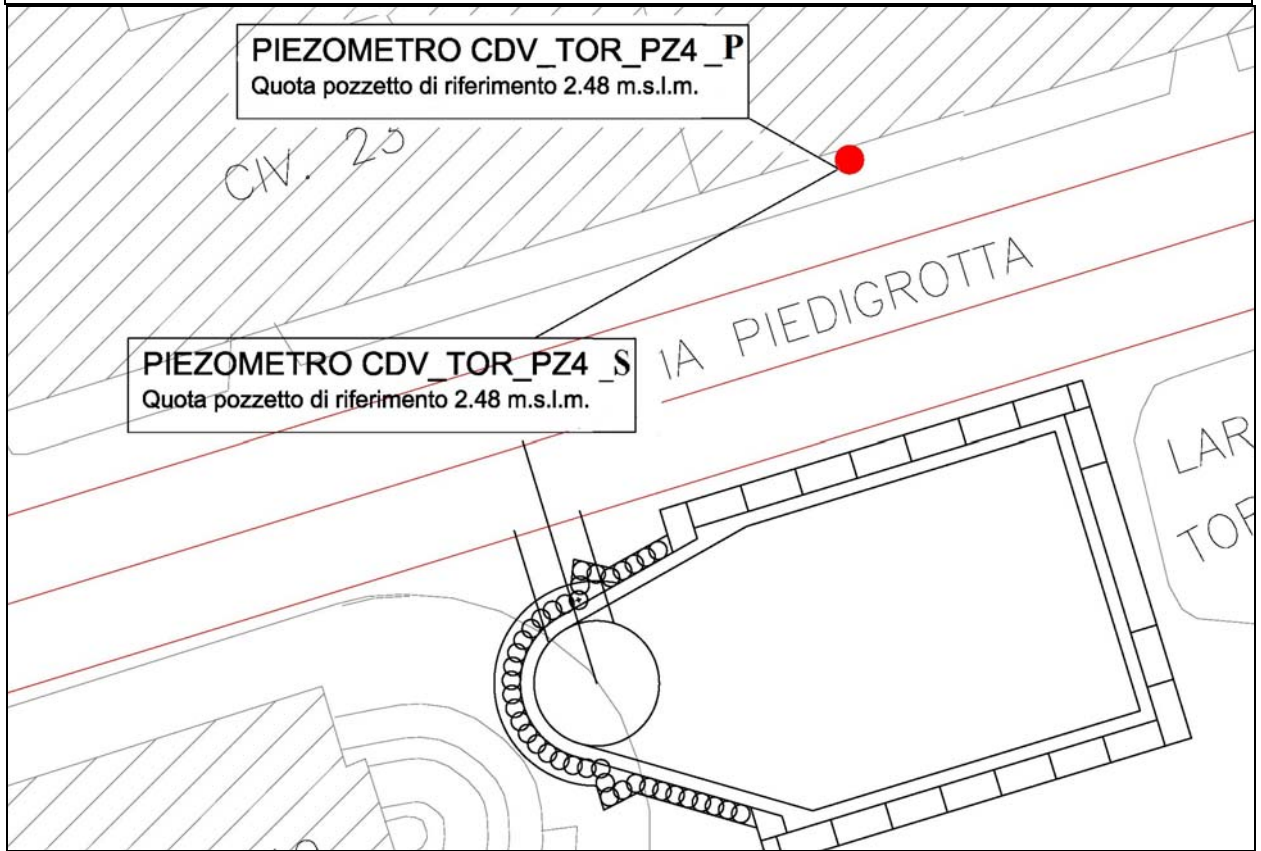 PIEZOMETRO CDV_TOR_PZ4 _P
Quota pozzetto di riferimento 2.48 m.s.l.m.
CIV. 23
IA PIEDIGROTTA
PIEZOMETRO CDV_TOR_PZ4 _S
Quota pozzetto di riferimento 2.48 m.s.l.m.
LAR
TOR